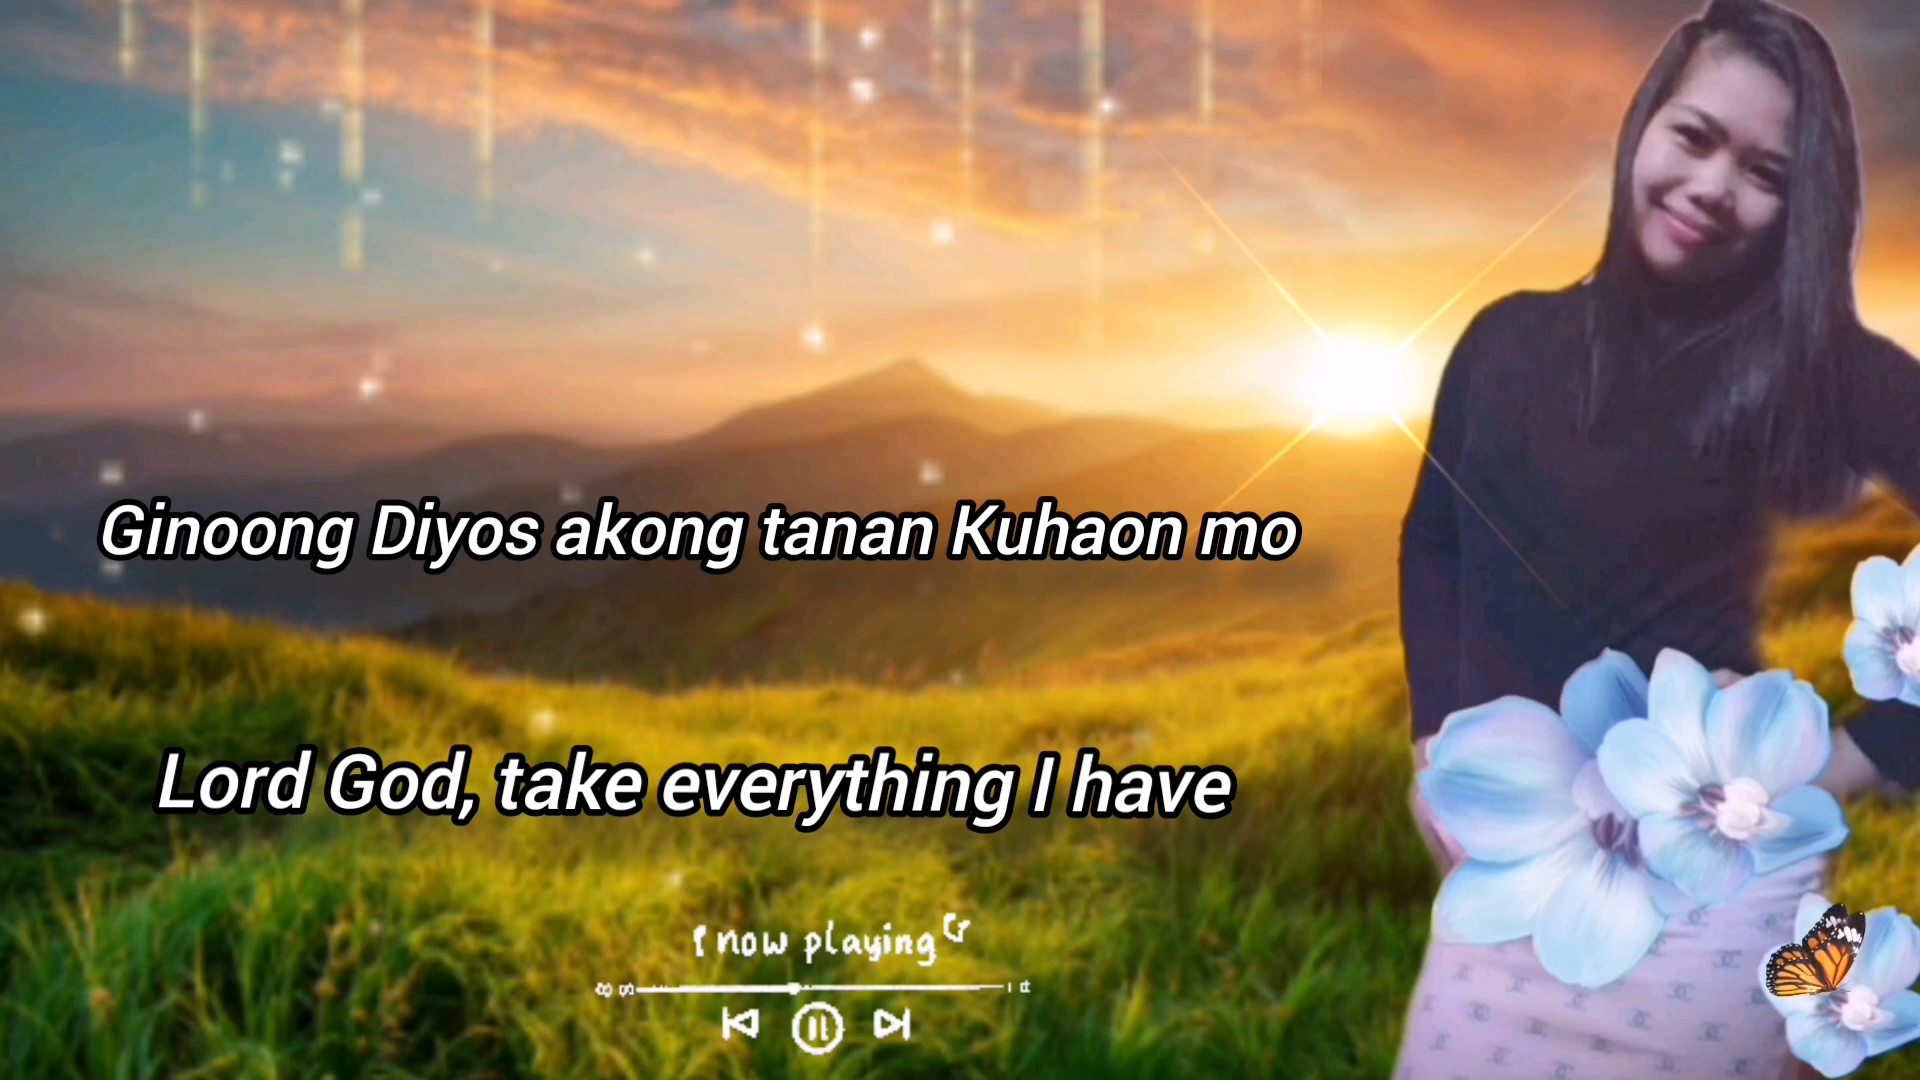 Ginoong Diyos akong tanan Kuhaon mo
Lord God, take everything I have
now playing